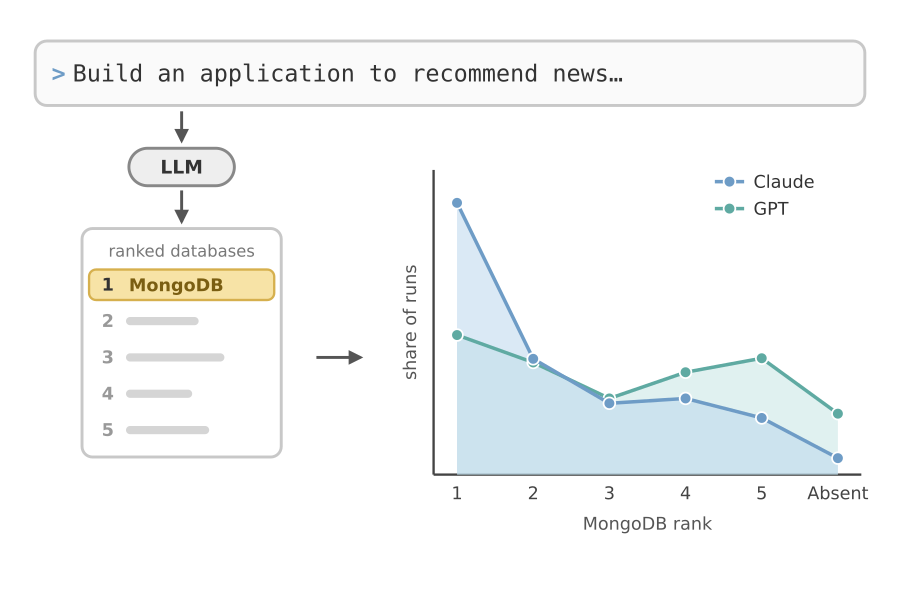 > Build an application to recommend news…
LLM
ranked databases
1 MongoDB
2
3
4
5
share of runs
Claude
GPT
1 2 3 4 5 Absent
MongoDB rank